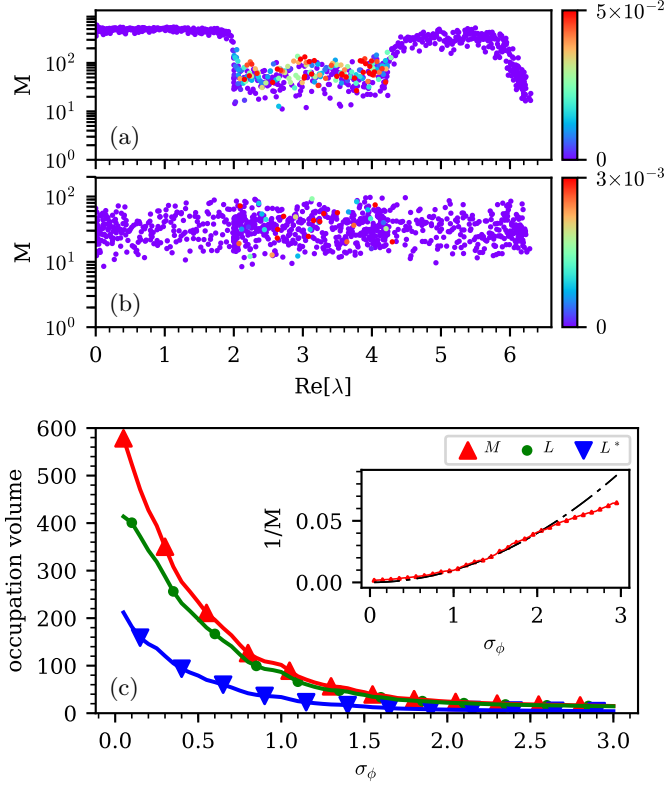 M
10²
10¹
10⁰
(a)
5×10⁻²
0
M
10²
10¹
10⁰
(b)
3×10⁻³
0
0 1 2 3 4 5 6
Re[λ]
occupation volume
600
500
400
300
200
100
0
M L L*
1/M
0.05
0.00
0 1 2 3
σ_ϕ
(c)
0.0 0.5 1.0 1.5 2.0 2.5 3.0
σ_ϕ